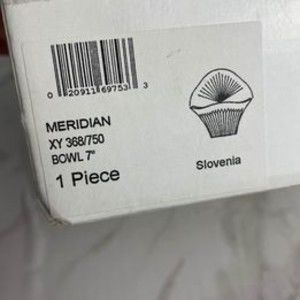 0 20911 69753 3
MERIDIAN
XY 368/750
BOWL 7"
1 Piece
Slovenia